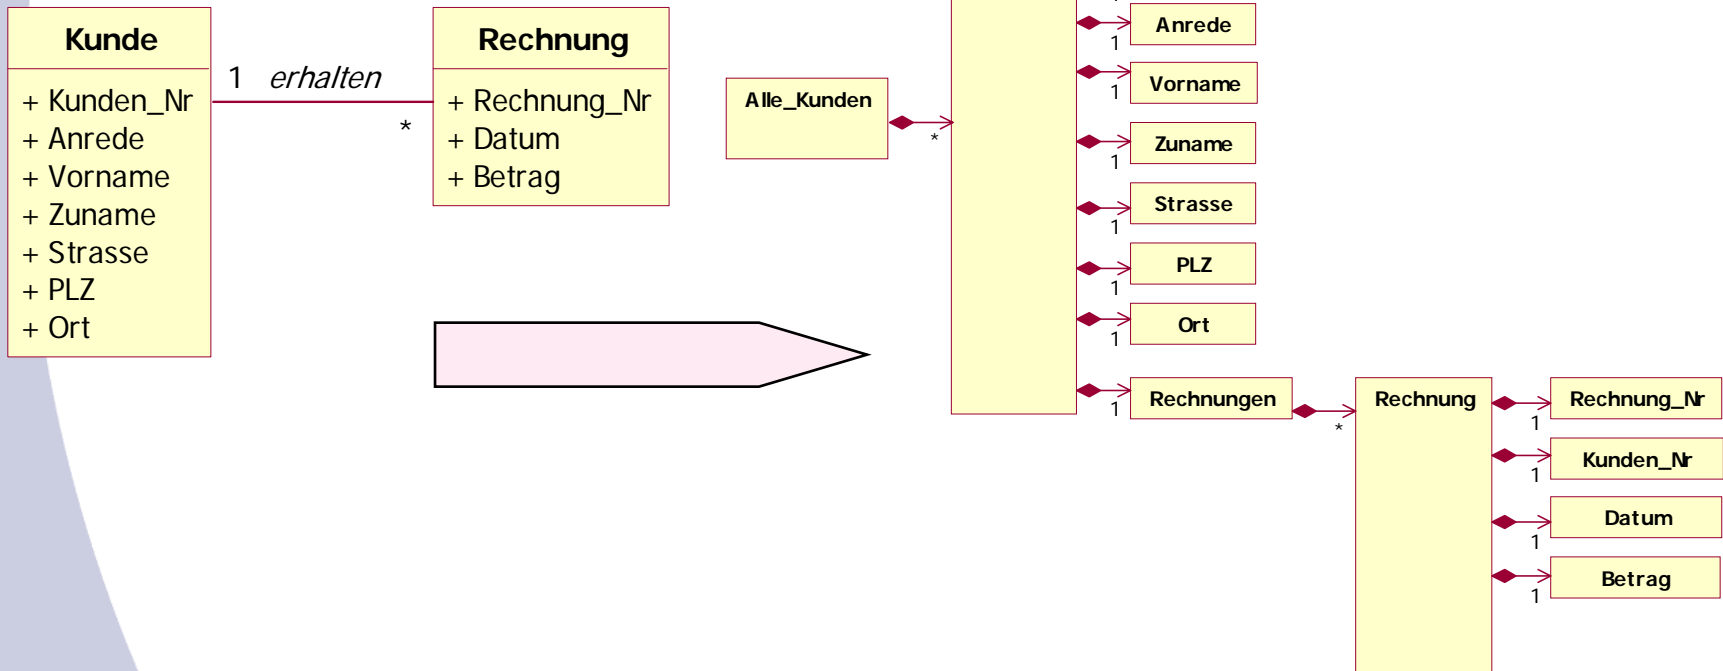 Kunde
+ Kunden_Nr
+ Anrede
+ Vorname
+ Zuname
+ Strasse
+ PLZ
+ Ort
1 erhalten
*
Rechnung
+ Rechnung_Nr
+ Datum
+ Betrag
Alle_Kunden
*
Anrede
1
Vorname
1
Zuname
1
Strasse
1
PLZ
1
Ort
1
Rechnungen
1
*
Rechnung
Rechnung_Nr
1
Kunden_Nr
1
Datum
1
Betrag
1